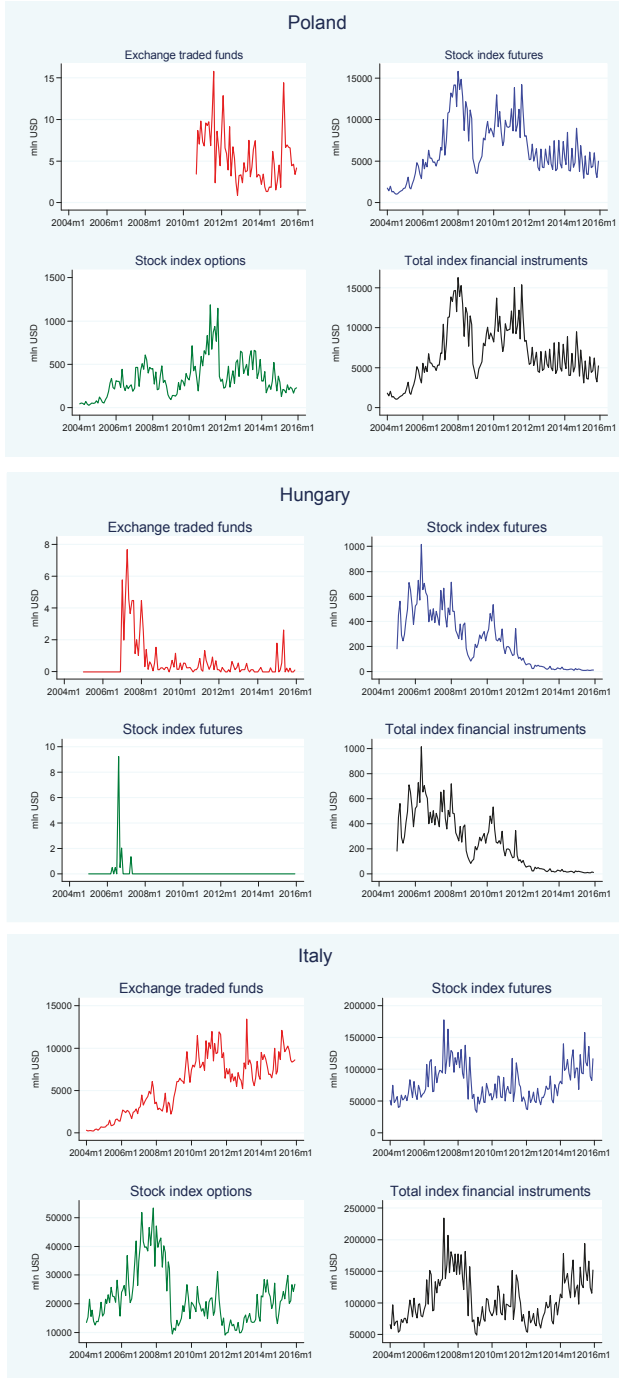 Poland
Exchange traded funds
mln USD
15
10
5
0
2004m1 2006m1 2008m1 2010m1 2012m1 2014m1 2016m1
Stock index futures
mln USD
15000
10000
5000
0
2004m1 2006m1 2008m1 2010m1 2012m1 2014m1 2016m1
Stock index options
mln USD
1500
1000
500
0
2004m1 2006m1 2008m1 2010m1 2012m1 2014m1 2016m1
Total index financial instruments
mln USD
15000
10000
5000
0
2004m1 2006m1 2008m1 2010m1 2012m1 2014m1 2016m1
Hungary
Exchange traded funds
mln USD
8
6
4
2
0
2004m1 2006m1 2008m1 2010m1 2012m1 2014m1 2016m1
Stock index futures
mln USD
1000
800
600
400
200
0
2004m1 2006m1 2008m1 2010m1 2012m1 2014m1 2016m1
Stock index futures
mln USD
10
8
6
4
2
0
2004m1 2006m1 2008m1 2010m1 2012m1 2014m1 2016m1
Total index financial instruments
mln USD
1000
800
600
400
200
0
2004m1 2006m1 2008m1 2010m1 2012m1 2014m1 2016m1
Italy
Exchange traded funds
mln USD
15000
10000
5000
0
2004m1 2006m1 2008m1 2010m1 2012m1 2014m1 2016m1
Stock index futures
mln USD
200000
150000
100000
50000
0
2004m1 2006m1 2008m1 2010m1 2012m1 2014m1 2016m1
Stock index options
mln USD
50000
40000
30000
20000
10000
2004m1 2006m1 2008m1 2010m1 2012m1 2014m1 2016m1
Total index financial instruments
mln USD
250000
200000
150000
100000
50000
2004m1 2006m1 2008m1 2010m1 2012m1 2014m1 2016m1